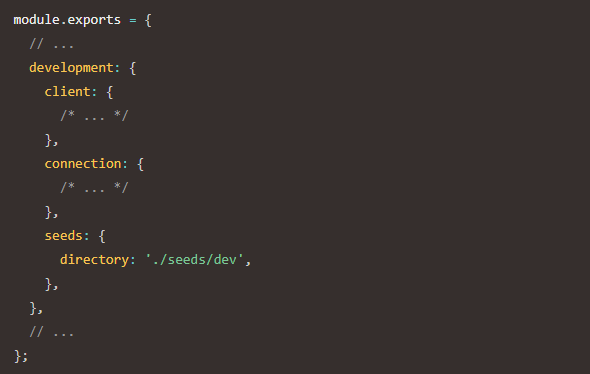 module.exports = {
  // ...
  development: {
    client: {
      /* ... */
    },
    connection: {
      /* ... */
    },
    seeds: {
      directory: './seeds/dev',
    },
  },
  // ...
};